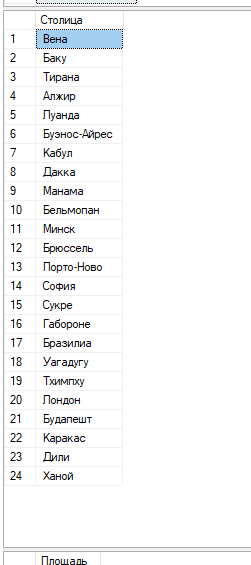 Столица
1 Вена
2 Баку
3 Тирана
4 Алжир
5 Луанда
6 Буэнос-Айрес
7 Кабул
8 Дакка
9 Манама
10 Бельмопан
11 Минск
12 Брюссель
13 Порто-Ново
14 София
15 Сукре
16 Габороне
17 Бразилиа
18 Уагадугу
19 Тхимпху
20 Лондон
21 Будапешт
22 Каракас
23 Дили
24 Ханой
Площадь